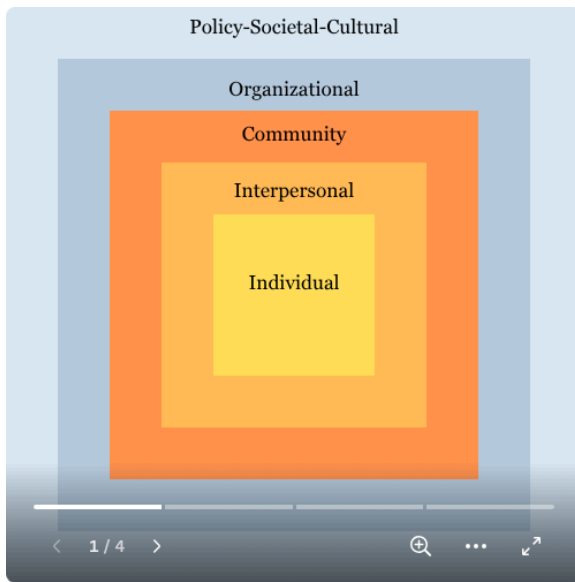 Policy-Societal-Cultural
Organizational
Community
Interpersonal
Individual
1 / 4